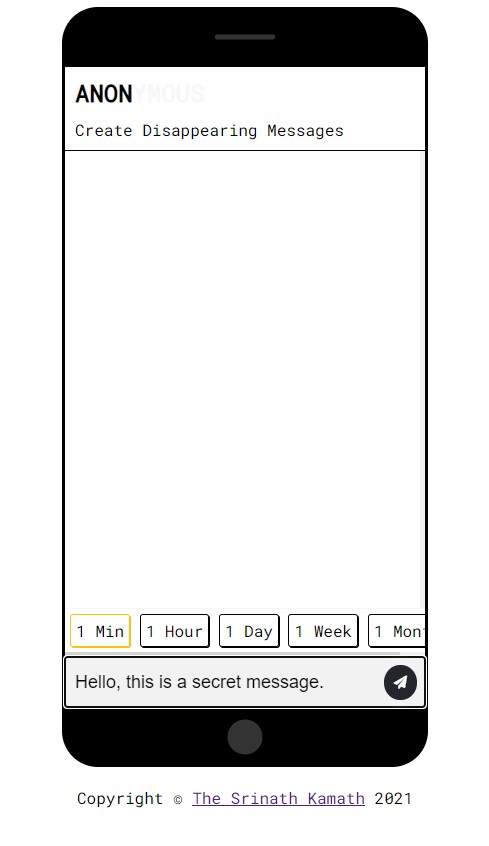 ANONYMOUS
Create Disappearing Messages
1 Min 1 Hour 1 Day 1 Week 1 Mon
Hello, this is a secret message.
Copyright © The Srinath Kamath 2021